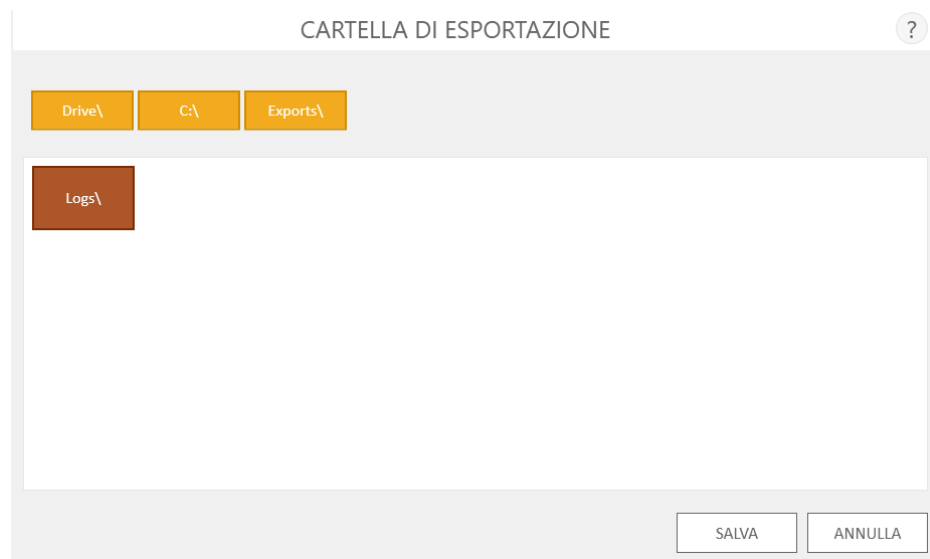 CARTELLA DI ESPORTAZIONE ?
Drive\ C:\ Exports\
Logs\
SALVA ANNULLA